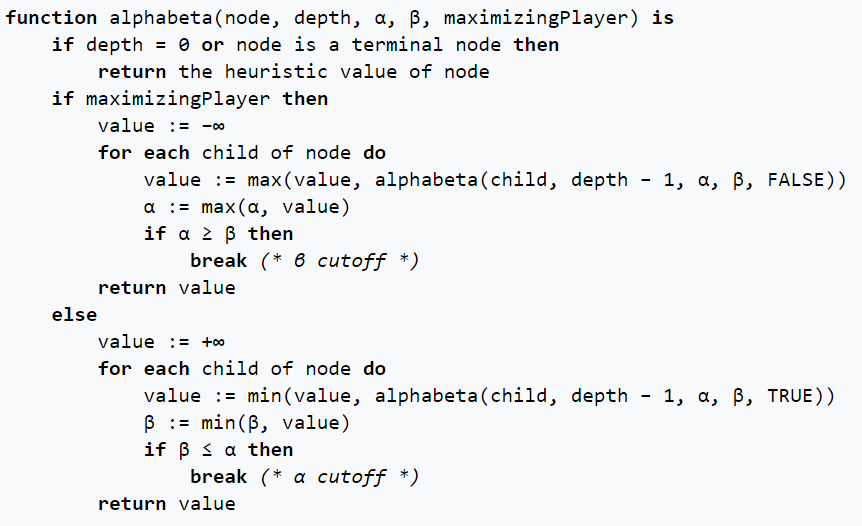 function alphabeta(node, depth, α, β, maximizingPlayer) is
if depth = 0 or node is a terminal node then
return the heuristic value of node
if maximizingPlayer then
value := −∞
for each child of node do
value := max(value, alphabeta(child, depth − 1, α, β, FALSE))
α := max(α, value)
if α ≥ β then
break (* β cutoff *)
return value
else
value := +∞
for each child of node do
value := min(value, alphabeta(child, depth − 1, α, β, TRUE))
β := min(β, value)
if β ≤ α then
break (* α cutoff *)
return value